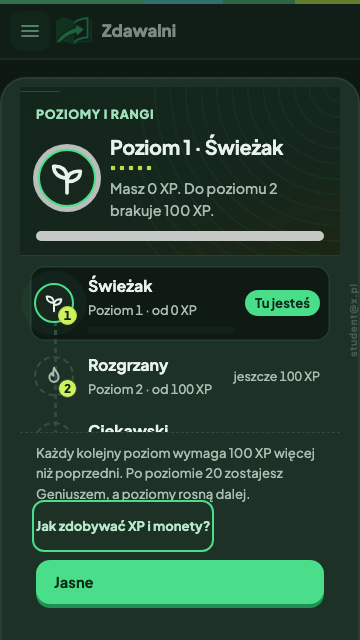 Zdawalni
POZIOMY I RANGI
Poziom 1 · Świeżak
Masz 0 XP. Do poziomu 2
brakuje 100 XP.
Świeżak
Poziom 1 · od 0 XP
Tu jesteś
1
Rozgrzany
Poziom 2 · od 100 XP
jeszcze 100 XP
2
Ciekawski
Każdy kolejny poziom wymaga 100 XP więcej
niż poprzedni. Po poziomie 20 zostajesz
Geniuszem, a poziomy rosną dalej.
Jak zdobywać XP i monety?
Jasne
student@x.pl